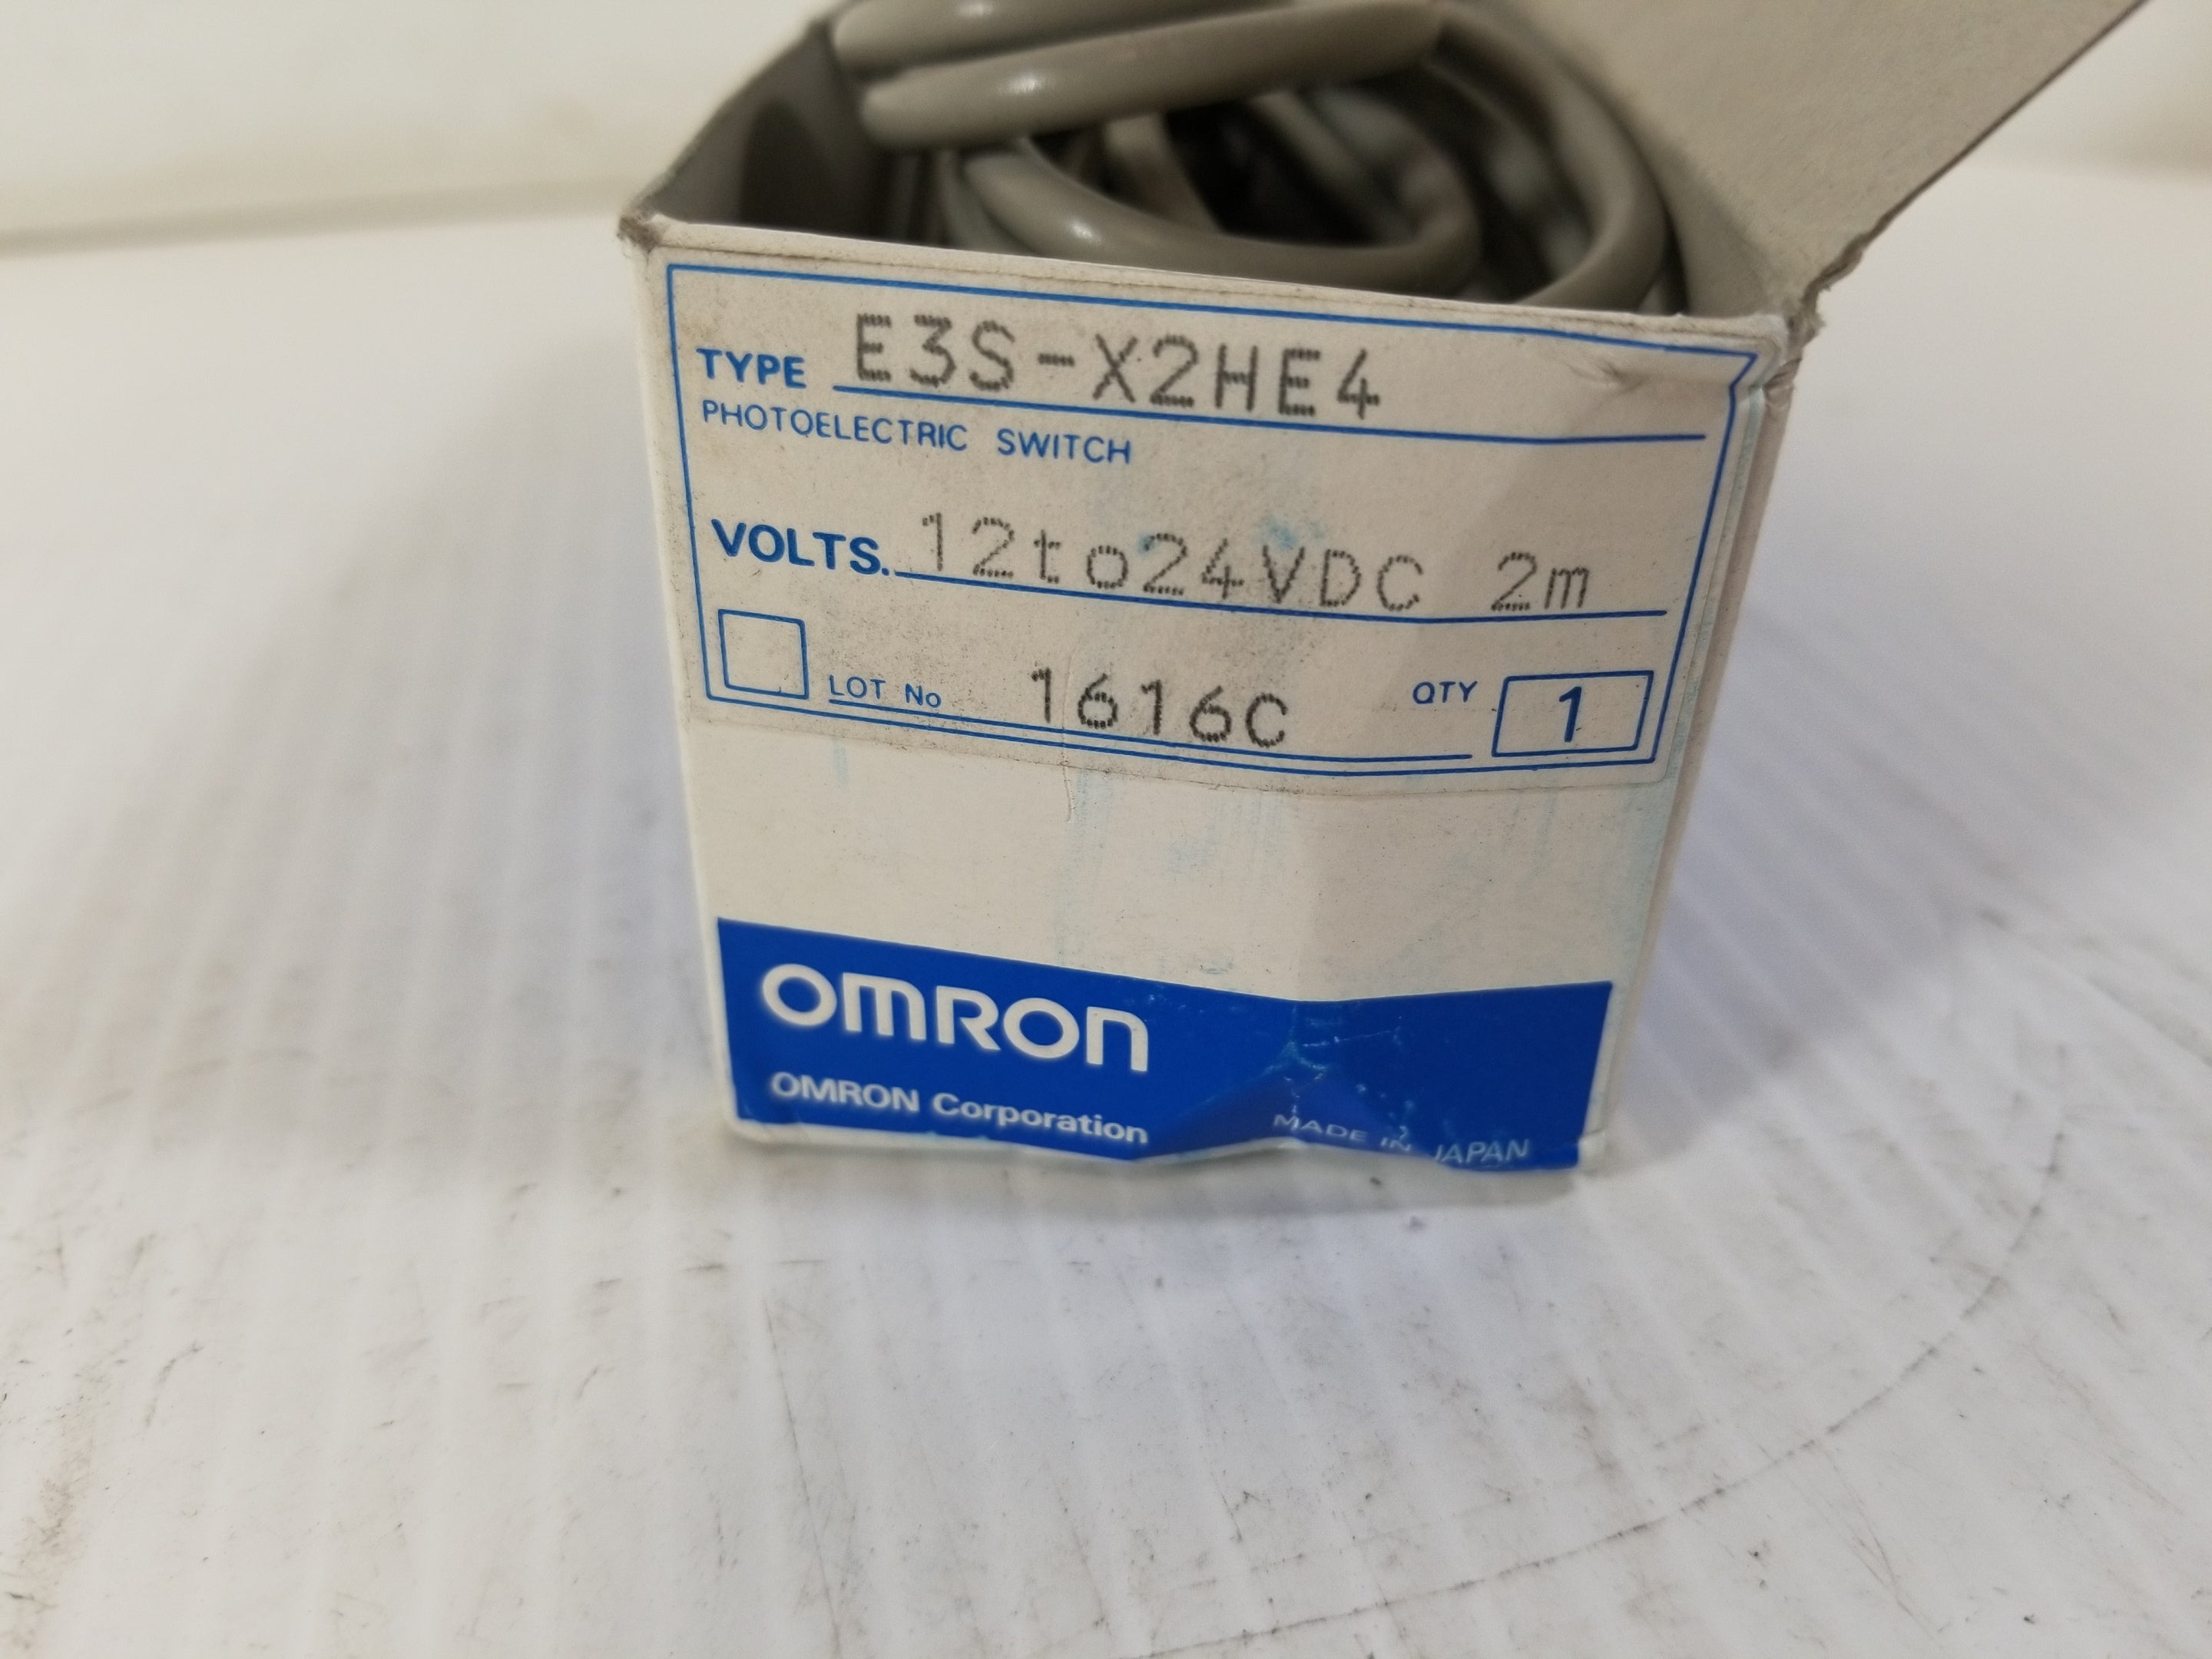 TYPE E3S-X2HE4
PHOTOELECTRIC SWITCH
VOLTS. 12to24VDC 2m
LOT No 1616C QTY 1
OMRON
OMRON Corporation MADE IN JAPAN